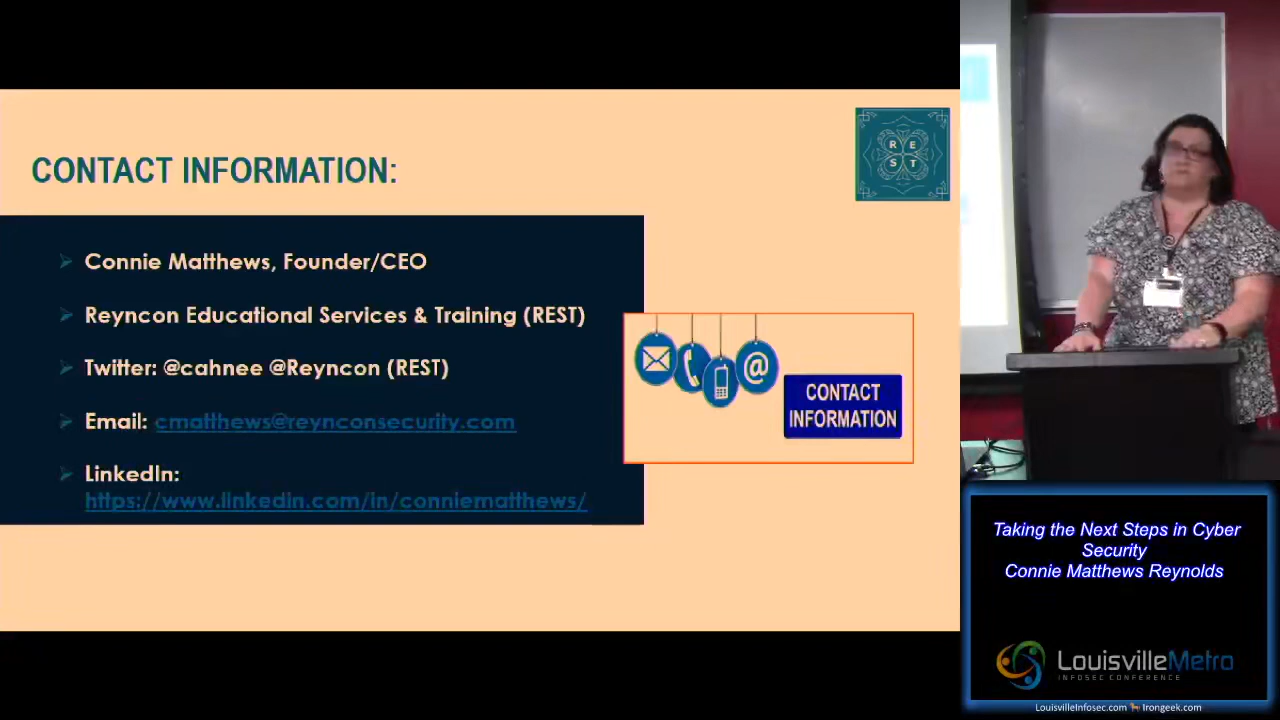 CONTACT INFORMATION:
R E
S T
Connie Matthews, Founder/CEO
Reyncon Educational Services & Training (REST)
Twitter: @cahnee @Reyncon (REST)
Email: cmatthews@reynconsecurity.com
LinkedIn:
https://www.linkedin.com/in/conniematthews/
@
CONTACT
INFORMATION
Taking the Next Steps in Cyber
Security
Connie Matthews Reynolds
LouisvilleMetro
INFOSEC CONFERENCE
LouisvilleInfosec.com Irongeek.com